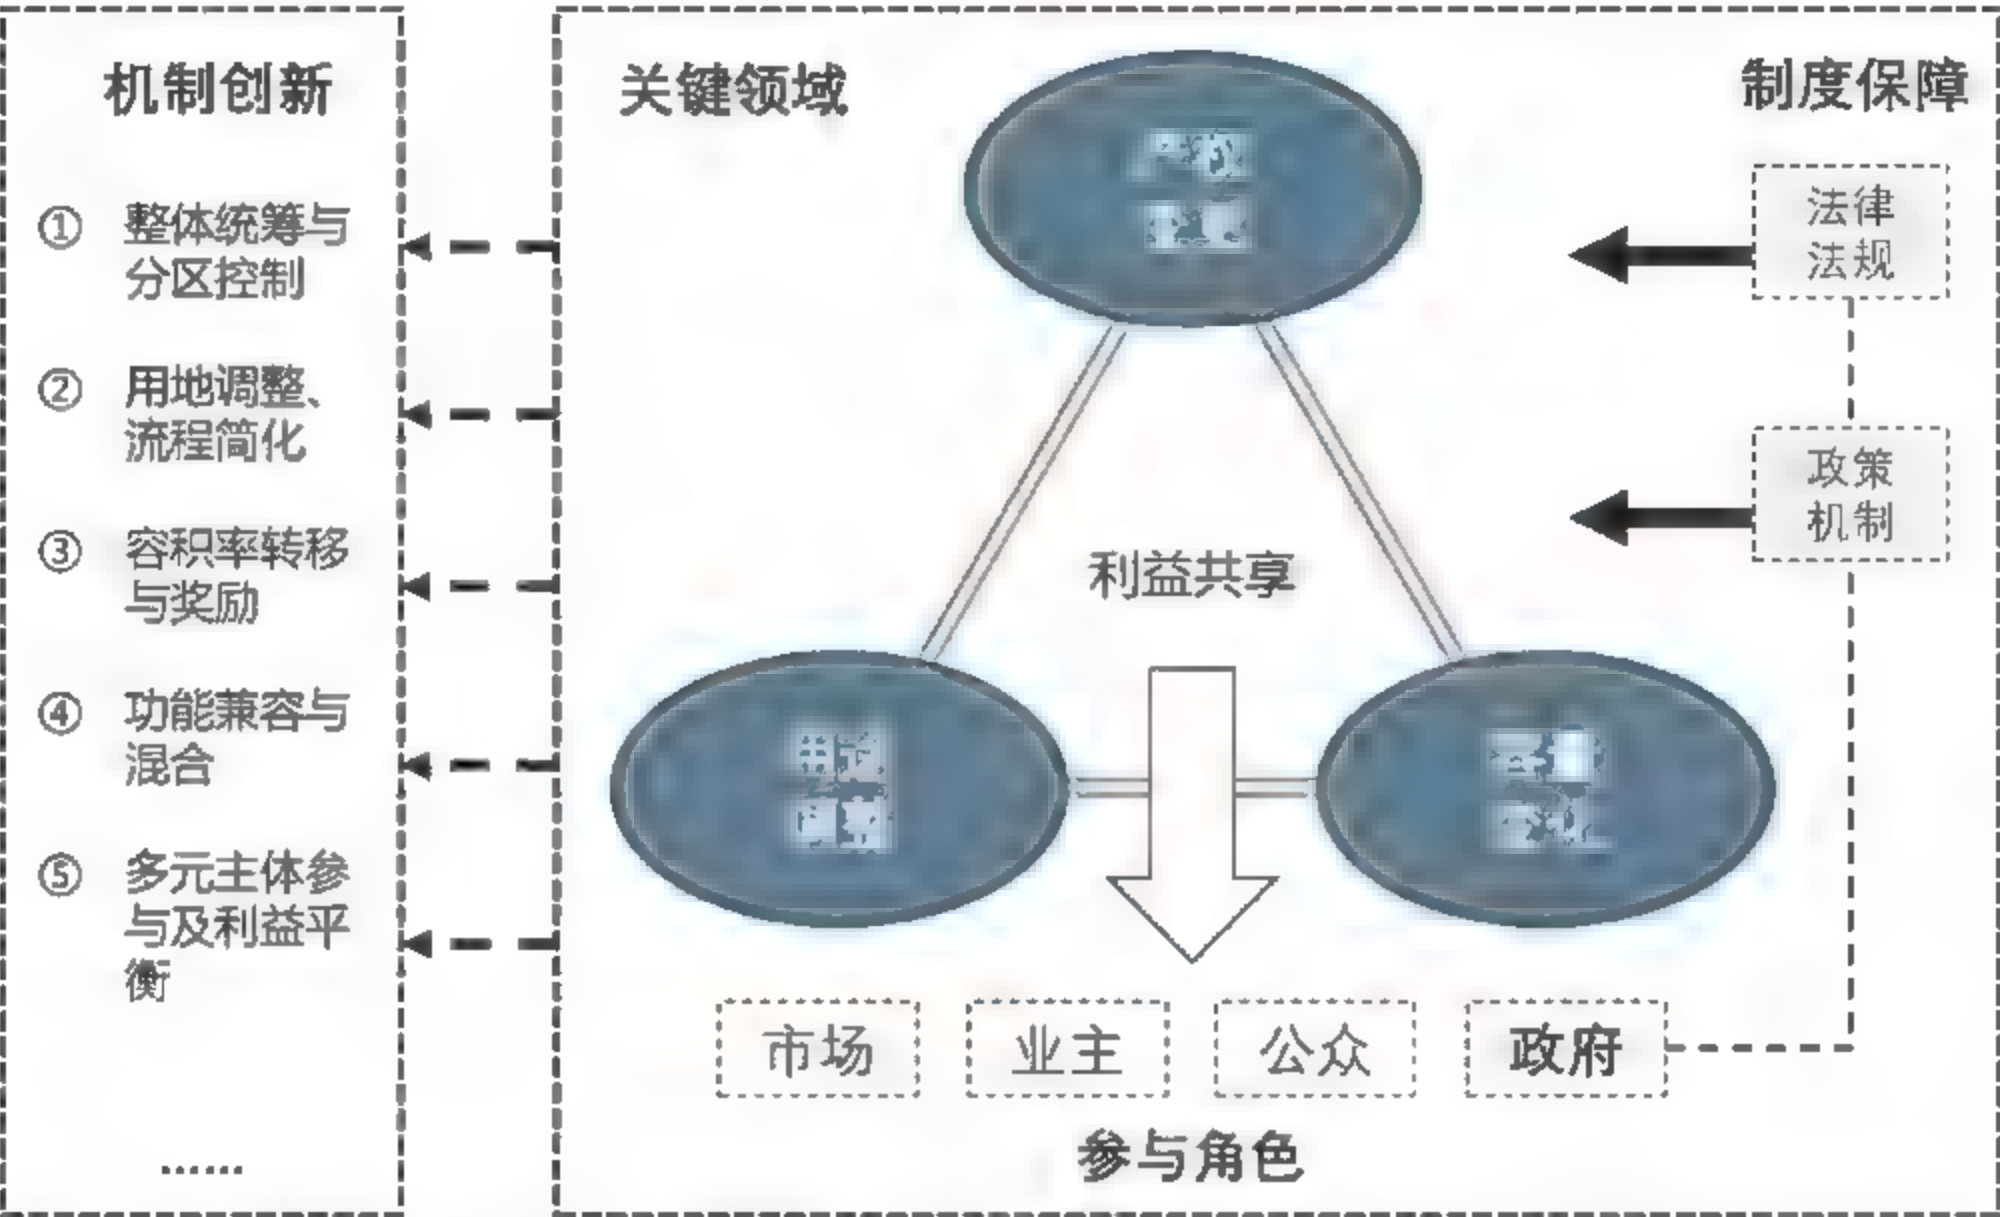 机制创新
① 整体统筹与
分区控制
② 用地调整、
流程简化
③ 容积率转移
与奖励
④ 功能兼容与
混合
⑤ 多元主体参
与及利益平
衡
......
关键领域
利益共享
市场 业主 公众 政府
参与角色
制度保障
法律
法规
政策
机制